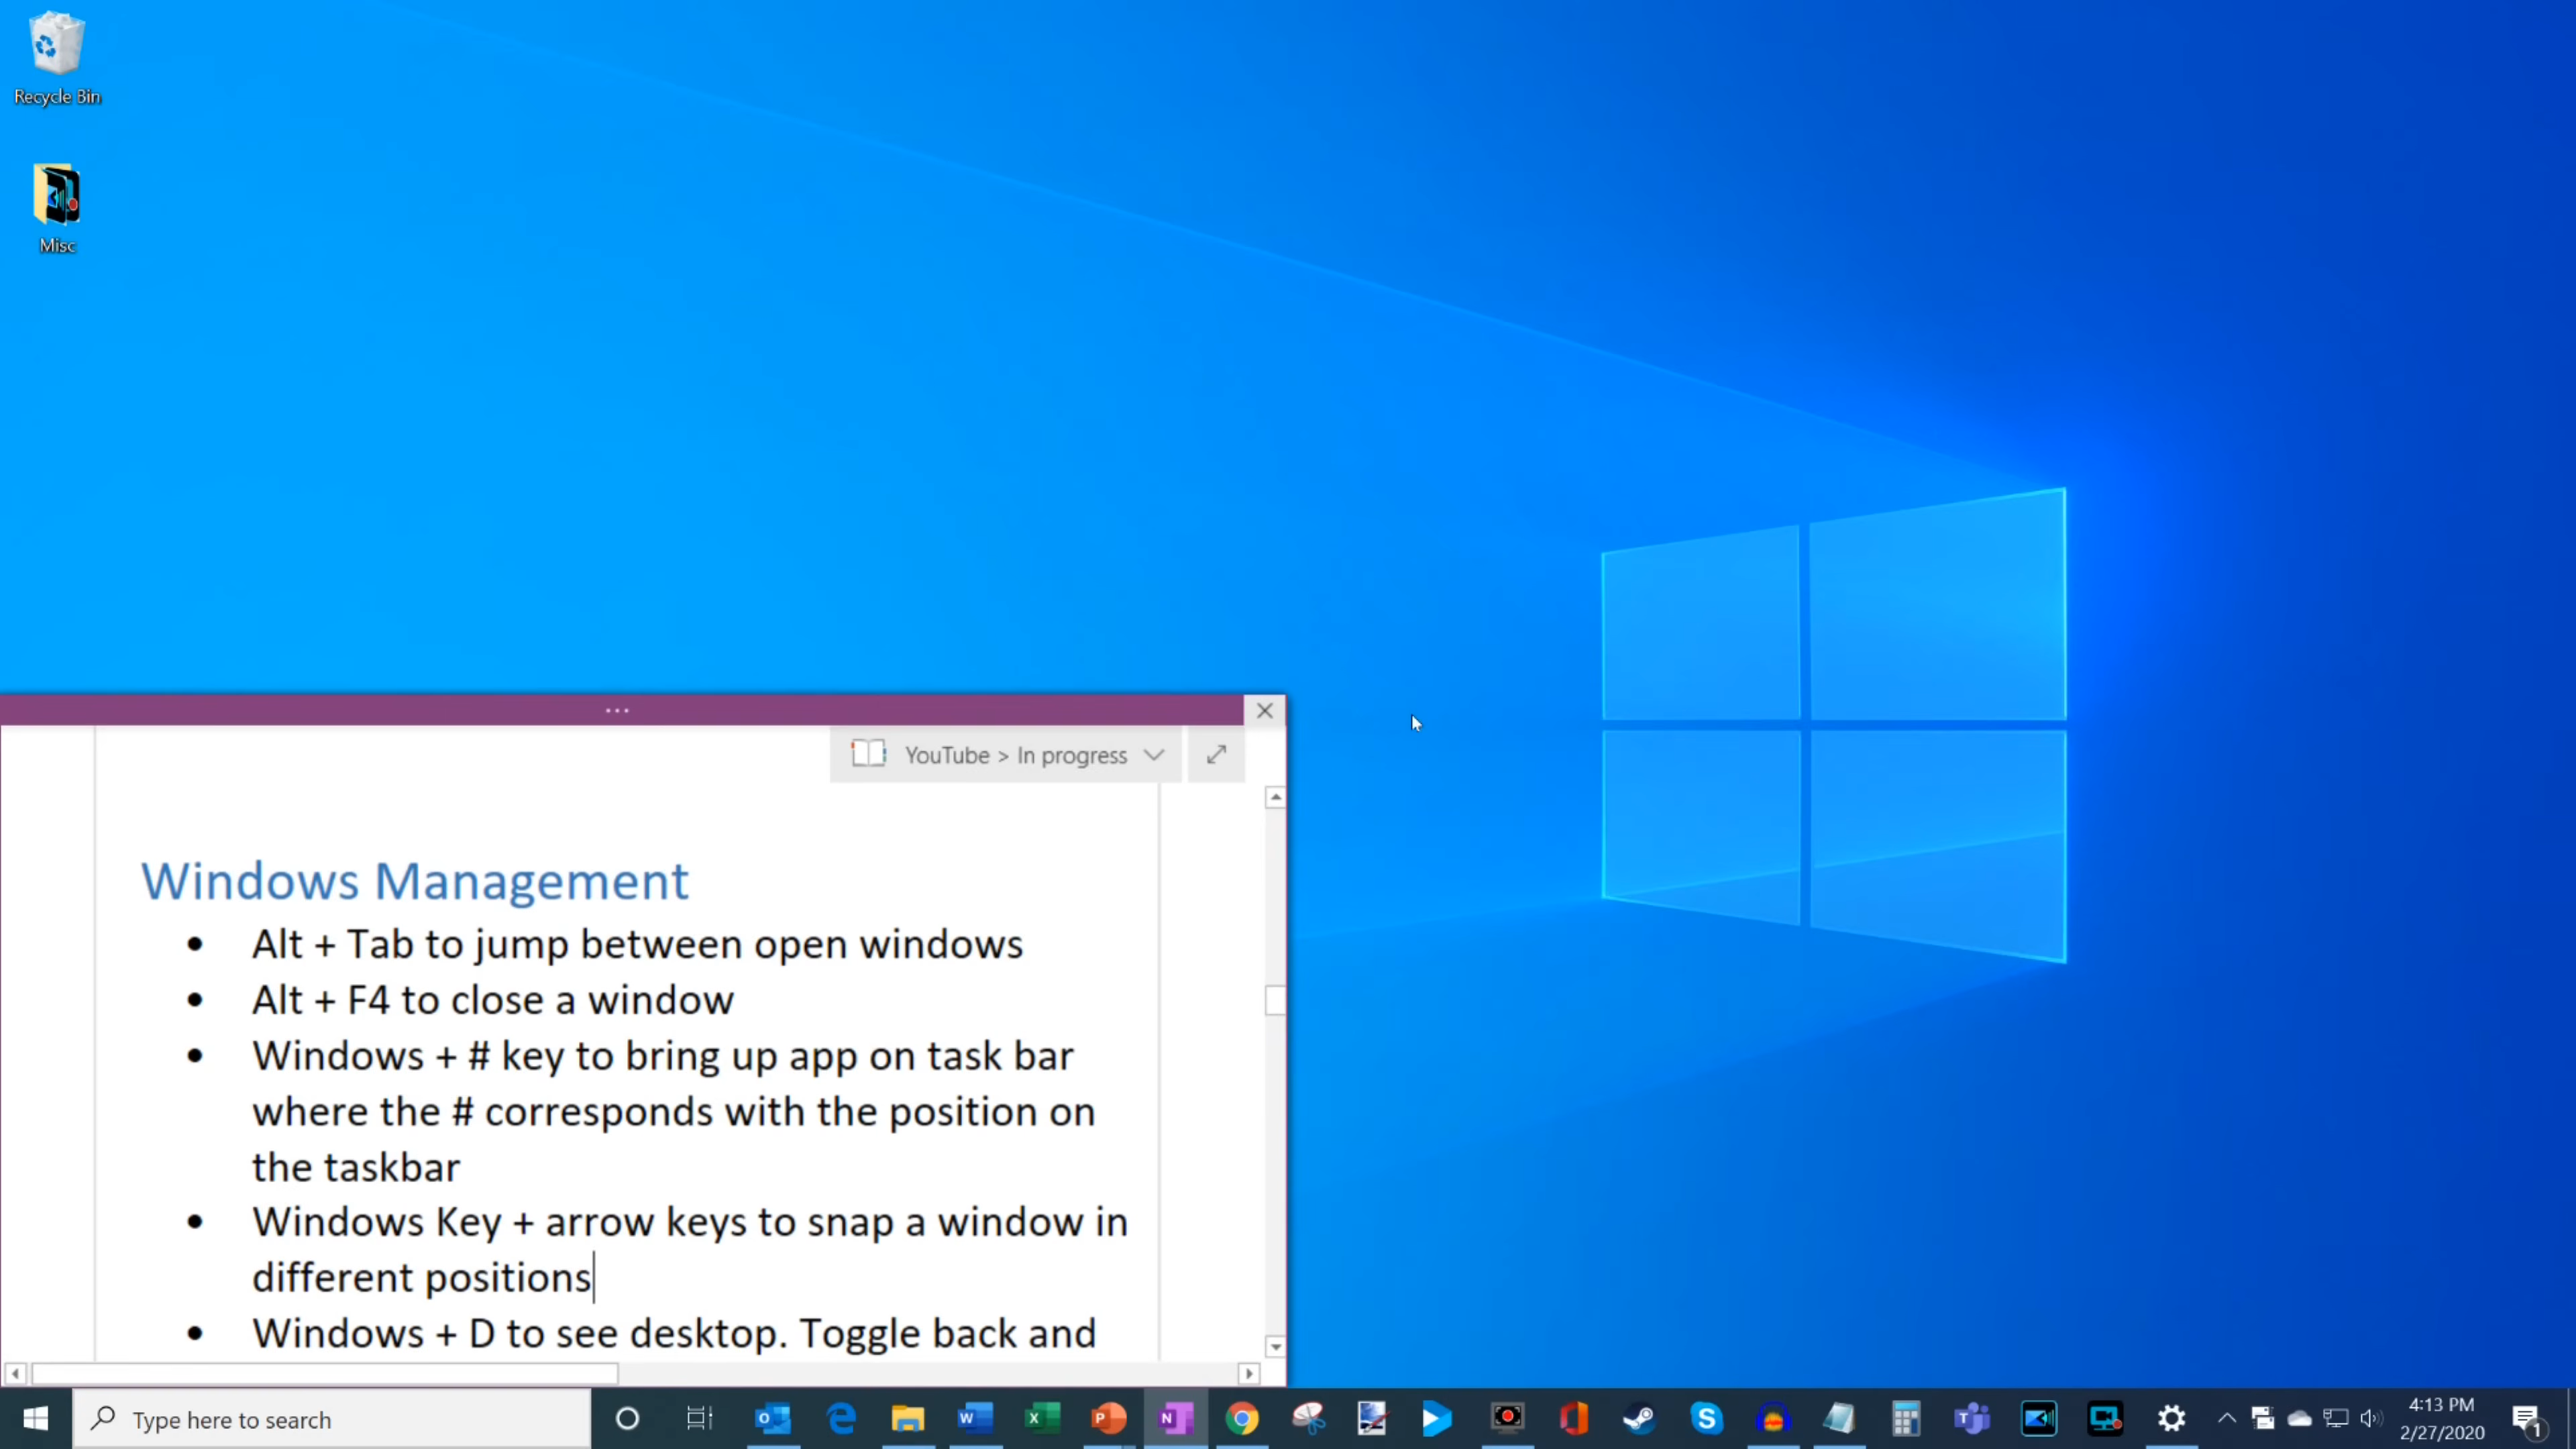 Recycle Bin
Misc
YouTube > In progress
Windows Management
• Alt + Tab to jump between open windows
• Alt + F4 to close a window
• Windows + # key to bring up app on task bar
where the # corresponds with the position on
the taskbar
• Windows Key + arrow keys to snap a window in
different positions
• Windows + D to see desktop. Toggle back and
Type here to search
4:13 PM
2/27/2020
1